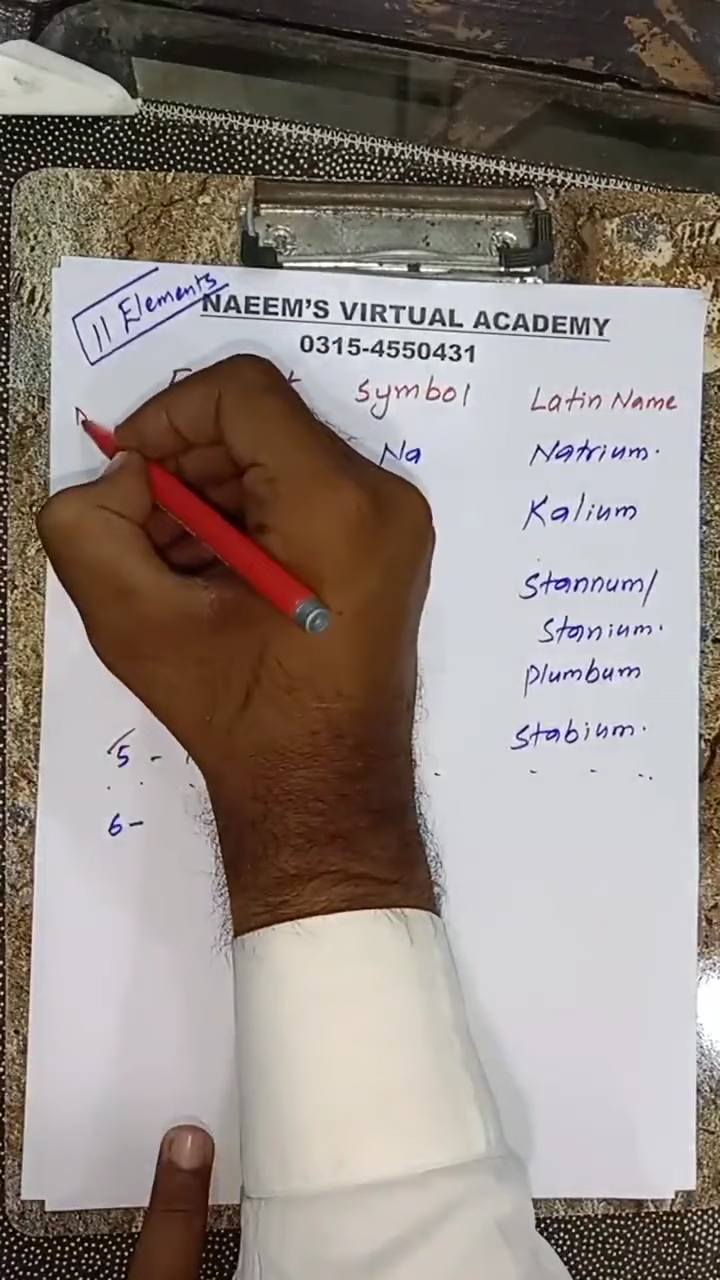 11 Elements
NAEEM'S VIRTUAL ACADEMY
0315-4550431
symbol Latin Name
Na Natrium.
Kalium
Stannum/
Stanium.
Plumbum
5 - Stabium.
6-